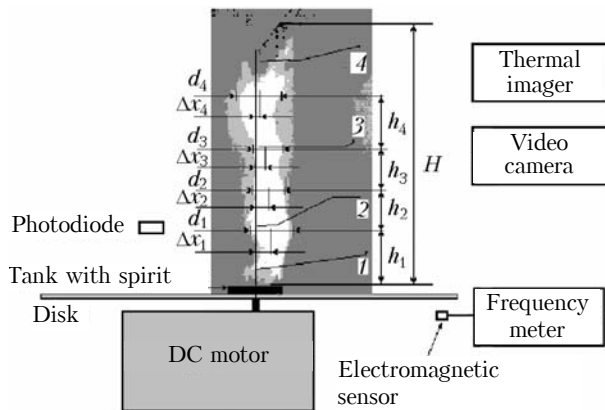 H
4
Thermal
imager
d4
Δx4
3
h4
d3
Δx3
h3
Video
camera
d2
Δx2
2
h2
Photodiode
d1
Δx1
1
h1
Tank with spirit
Disk
DC motor
Frequency
meter
Electromagnetic
sensor